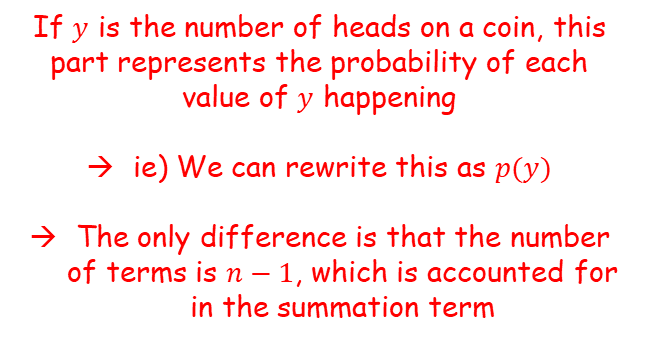 If y is the number of heads on a coin, this
part represents the probability of each
value of y happening
→ ie) We can rewrite this as p(y)
→ The only difference is that the number
of terms is n − 1, which is accounted for
in the summation term